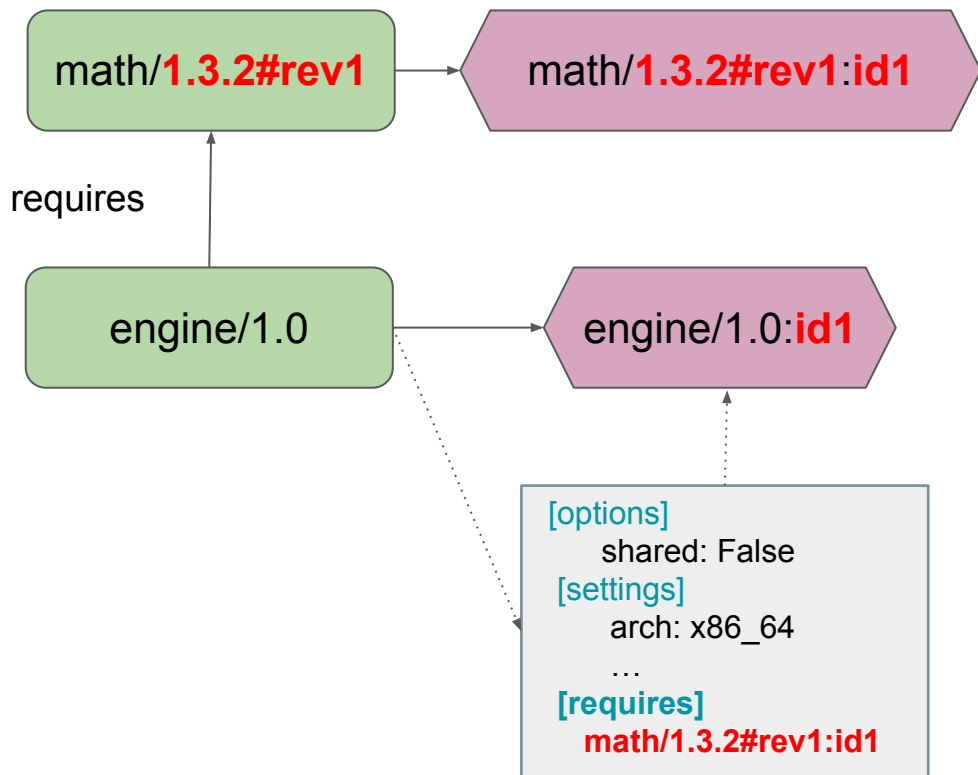 math/1.3.2#rev1
math/1.3.2#rev1:id1
requires
engine/1.0
engine/1.0:id1
[options]
shared: False
[settings]
arch: x86_64
…
[requires]
math/1.3.2#rev1:id1